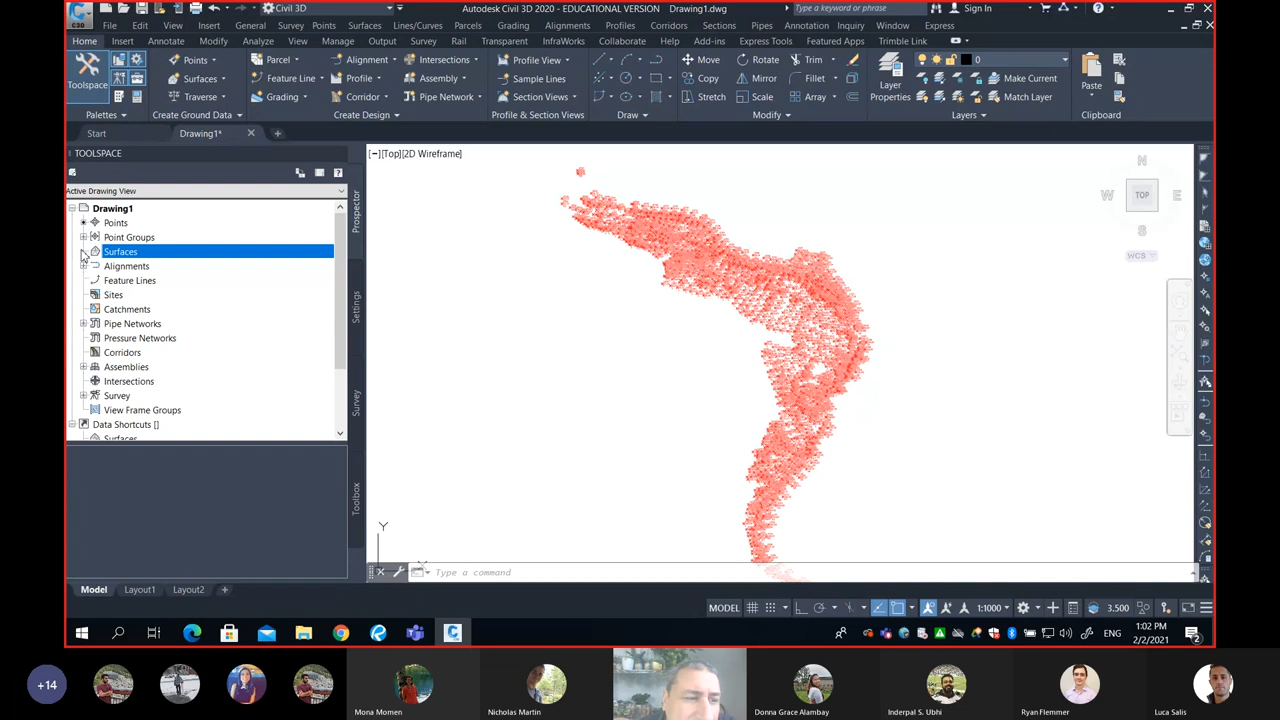 Autodesk Civil 3D 2020 - EDUCATIONAL VERSION Drawing1.dwg
C3D
Civil 3D
Type a keyword or phrase
Sign In
File Edit View Insert General Survey Points Surfaces Lines/Curves Parcels Grading Alignments Profiles Corridors Sections Pipes Annotation Inquiry Window Express
Home Insert Annotate Modify Analyze View Manage Output Survey Rail Transparent InfraWorks Collaborate Help Add-ins Express Tools Featured Apps Trimble Link
Toolspace
Points
Surfaces
Traverse
Parcel
Feature Line
Grading
Alignment
Profile
Corridor
Intersections
Assembly
Pipe Network
Profile View
Sample Lines
Section Views
Move
Copy
Stretch
Rotate
Mirror
Scale
Trim
Fillet
Array
Layer
Properties
0
Make Current
Match Layer
Paste
Palettes
Create Ground Data
Create Design
Profile & Section Views
Draw
Modify
Layers
Clipboard
Start
Drawing1*
TOOLSPACE
Active Drawing View
Drawing1
Points
Point Groups
Surfaces
Alignments
Feature Lines
Sites
Catchments
Pipe Networks
Pressure Networks
Corridors
Assemblies
Intersections
Survey
View Frame Groups
Data Shortcuts []
Surfaces
Prospector
Settings
Survey
Toolbox
[−][Top][2D Wireframe]
N
W
TOP
E
S
WCS
Y
X
Type a command
Model
Layout1
Layout2
MODEL
1:1000
3.500
ENG
1:02 PM
2/2/2021
2
+14
Mona Momen
Nicholas Martin
Donna Grace Alambay
Inderpal S. Ubhi
Ryan Flemmer
Luca Salis